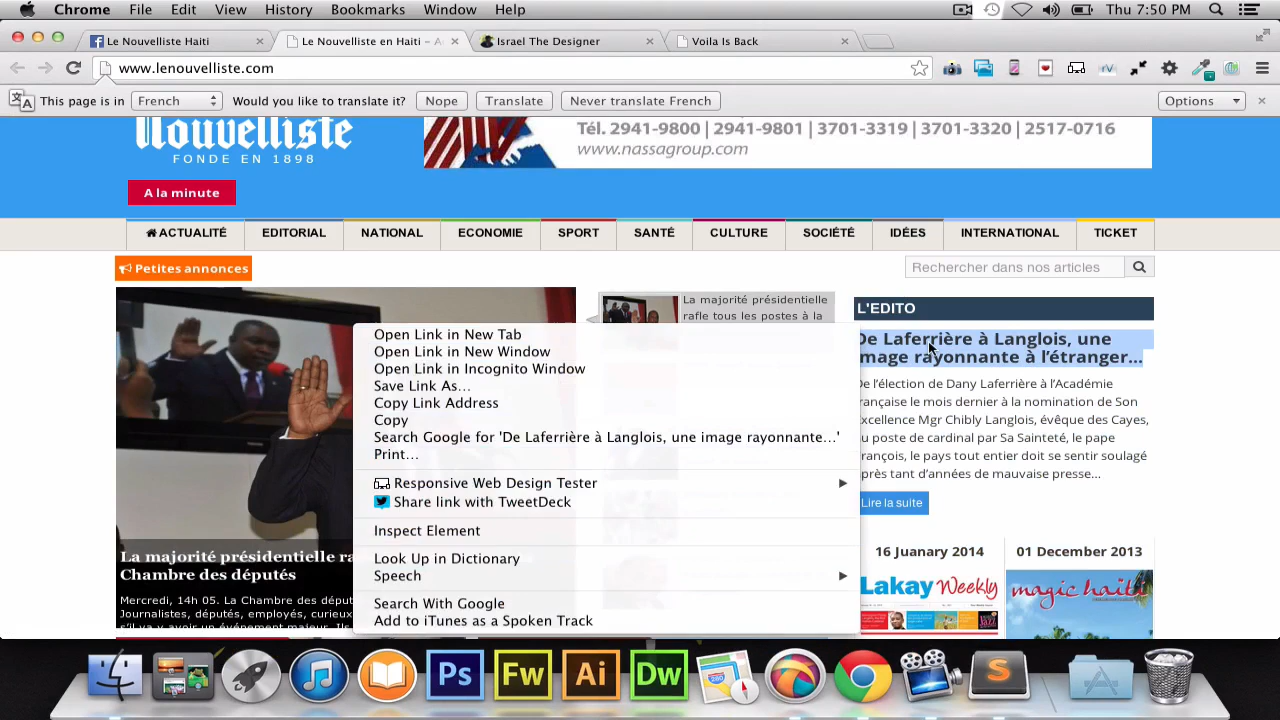 Chrome File Edit View History Bookmarks Window Help Thu 7:50 PM
Le Nouvelliste Haiti
Le Nouvelliste en Haiti – A
Israel The Designer
Voila Is Back
www.lenouvelliste.com
This page is in French Would you like to translate it? Nope Translate Never translate French Options
Nouvelliste
FONDE EN 1898
Tél. 2941-9800 | 2941-9801 | 3701-3319 | 3701-3320 | 2517-0716
www.nassagroup.com
A la minute
ACTUALITÉ EDITORIAL NATIONAL ECONOMIE SPORT SANTÉ CULTURE SOCIÉTÉ IDÉES INTERNATIONAL TICKET
Petites annonces
Rechercher dans nos articles
La majorité présidentielle
rafle tous les postes à la
La majorité présidentielle ra
Chambre des députés
Mercredi, 14h 05. La Chambre des déput
Journalistes, députés, employés, curieux
Open Link in New Tab
Open Link in New Window
Open Link in Incognito Window
Save Link As...
Copy Link Address
Copy
Search Google for 'De Laferrière à Langlois, une image rayonnante...'
Print...
Responsive Web Design Tester
Share link with TweetDeck
Inspect Element
Look Up in Dictionary
Speech
Search With Google
Add to iTunes as a Spoken Track
L'EDITO
De Laferrière à Langlois, une
image rayonnante à l'étranger...
De l'élection de Dany Laferrière à l'Académie
française le mois dernier à la nomination de Son
excellence Mgr Chibly Langlois, évêque des Cayes,
au poste de cardinal par Sa Sainteté, le pape
François, le pays tout entier doit se sentir soulagé
après tant d'années de mauvaise presse...
Lire la suite
16 Juanary 2014
01 December 2013
Lakay Weekly
magic haiti
Ps Fw Ai Dw
280
S